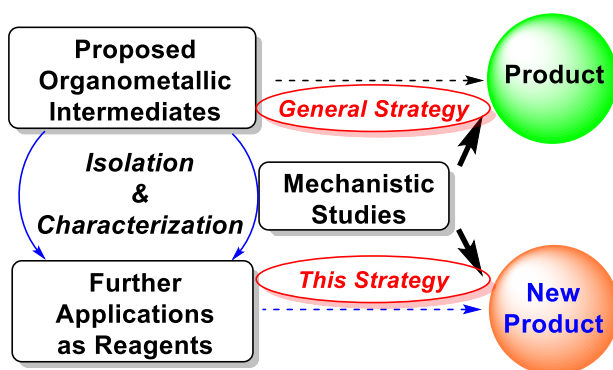 Proposed
Organometallic
Intermediates
General Strategy
Product
Isolation
&
Characterization
Mechanistic
Studies
Further
Applications
as Reagents
This Strategy
New
Product